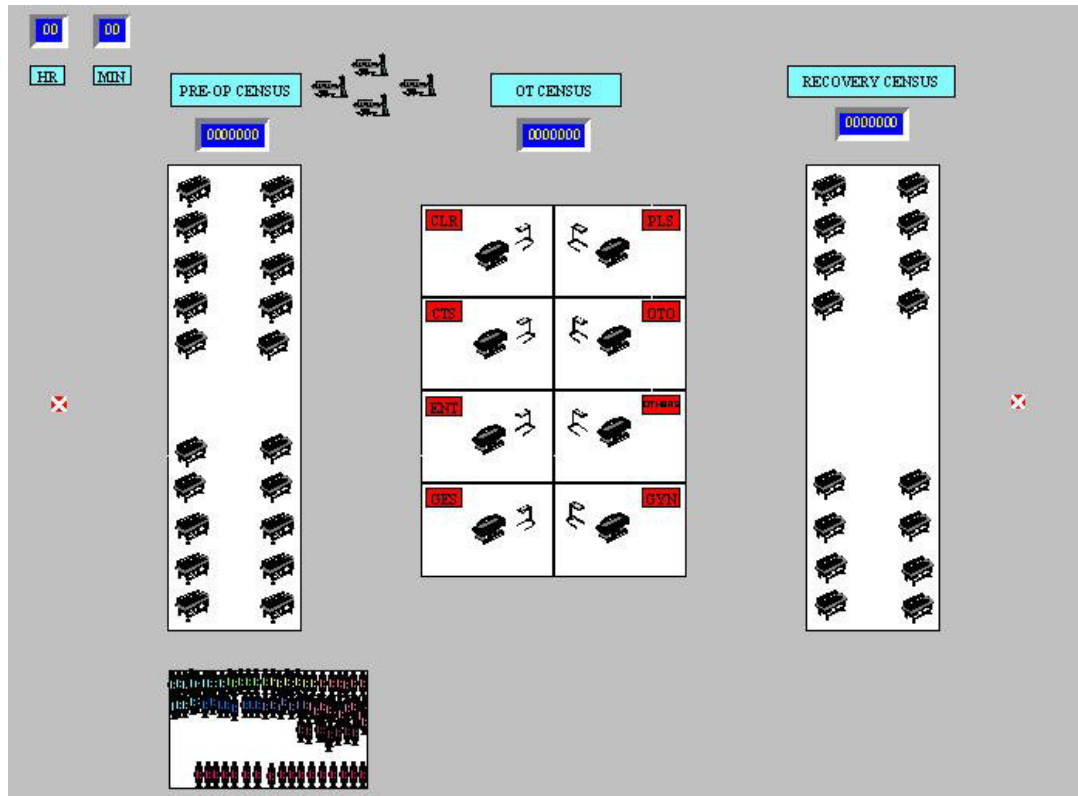 00 00
HR MIN
PRE-OP CENSUS
OT CENSUS
RECOVERY CENSUS
0000000
0000000
0000000
CLR PLS
CTS OTO
ENT OTHERS
GES GYN